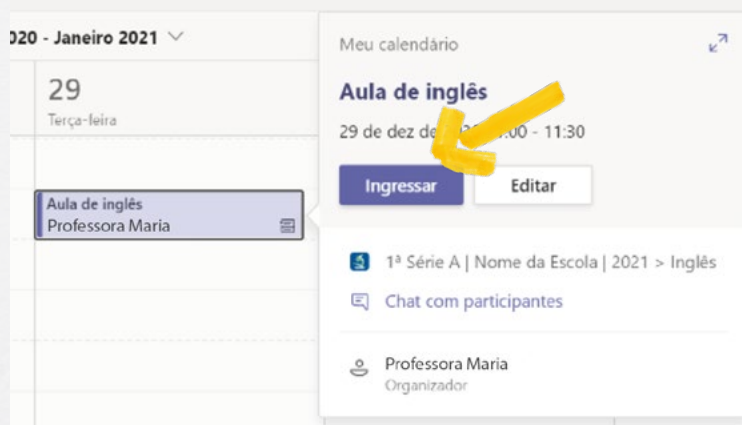 020 - Janeiro 2021
29
Terça-feira
Aula de inglês
Professora Maria
Meu calendário
Aula de inglês
29 de dez de :00 - 11:30
Ingressar
Editar
1ª Série A | Nome da Escola | 2021 > Inglês
Chat com participantes
Professora Maria
Organizador